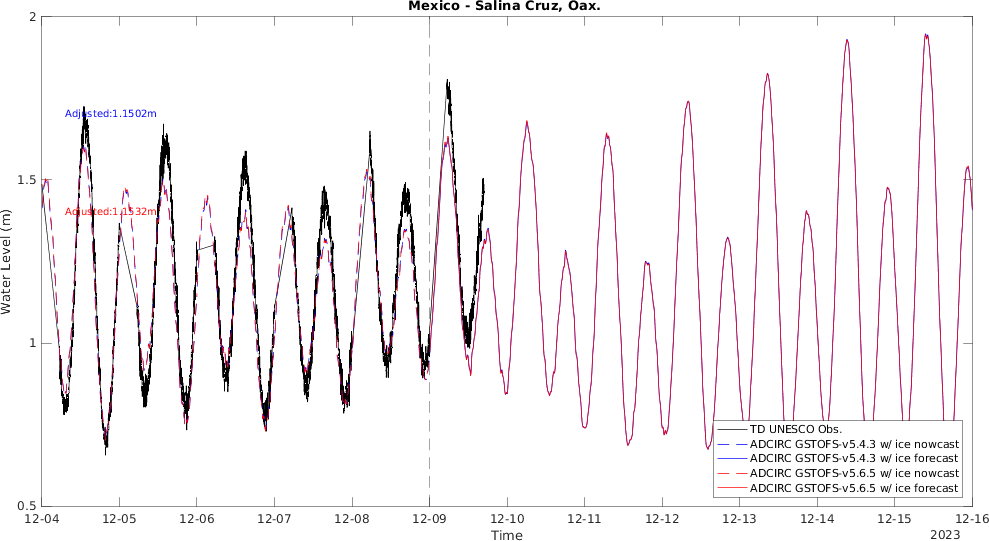 Mexico - Salina Cruz, Oax.
2
1.5
1
0.5
Water Level (m)
Adjusted:1.1502m
Adjusted:1.1532m
TD UNESCO Obs.
ADCIRC GSTOFS-v5.4.3 w/ ice nowcast
ADCIRC GSTOFS-v5.4.3 w/ ice forecast
ADCIRC GSTOFS-v5.6.5 w/ ice nowcast
ADCIRC GSTOFS-v5.6.5 w/ ice forecast
12-04 12-05 12-06 12-07 12-08 12-09 12-10 12-11 12-12 12-13 12-14 12-15 12-16
Time
2023